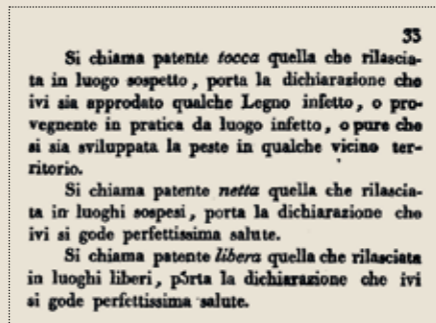 33
Si chiama patente tocca quella che rilascia-
ta in luogo sospetto, porta la dichiarazione che
ivi sia approdato qualche Legno infetto, o pro-
vegnente in pratica da luogo infetto, o pure che
si sia sviluppata la peste in qualche vicino ter-
ritorio.
Si chiama patente netta quella che rilascia-
ta in luoghi sospesi, porta la dichiarazione che
ivi si gode perfettissima salute.
Si chiama patente libera quella che rilasciata
in luoghi liberi, porta la dichiarazione che ivi
si gode perfettissima salute.